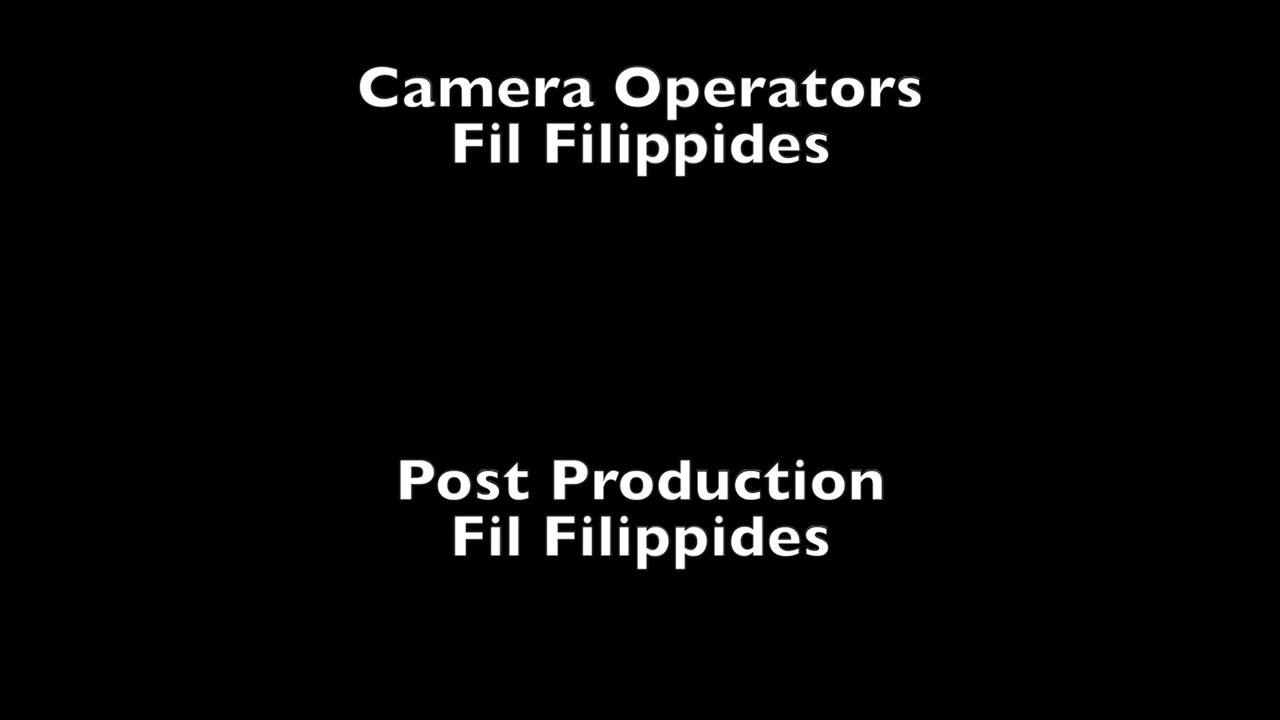 Camera Operators
Fil Filippides
Post Production
Fil Filippides